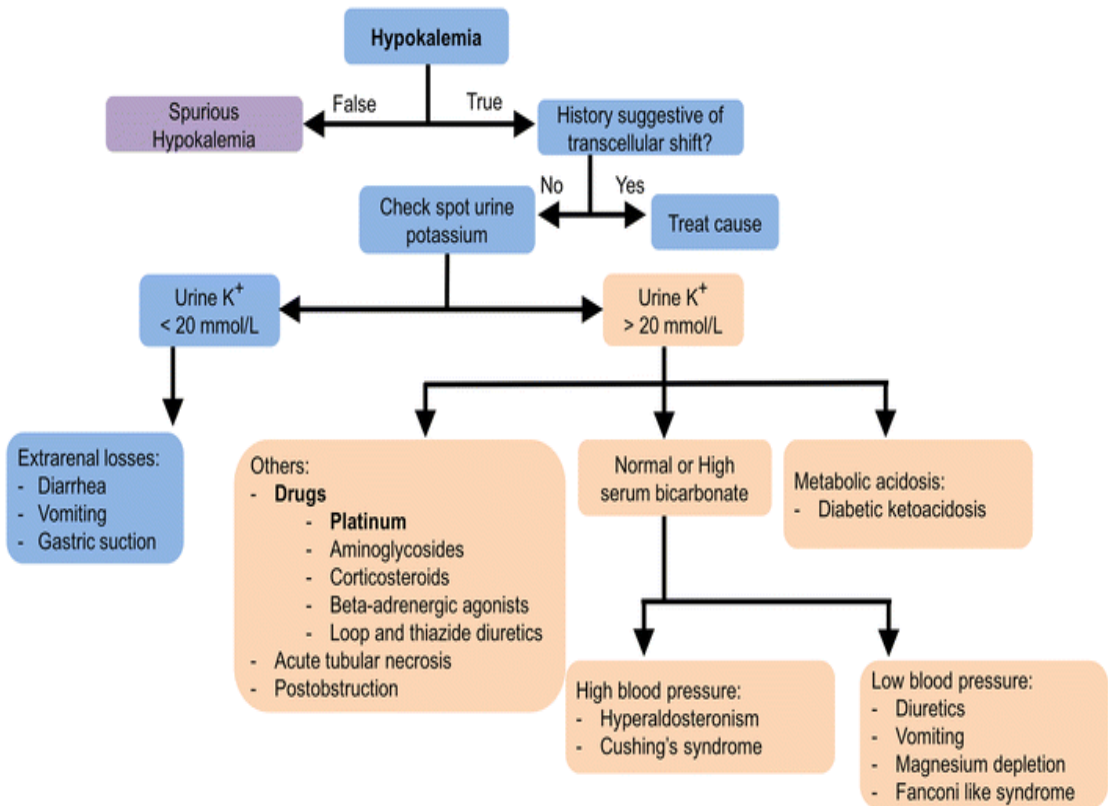 Hypokalemia
False
True
Spurious
Hypokalemia
History suggestive of
transcellular shift?
No
Yes
Check spot urine
potassium
Treat cause
Urine K+
< 20 mmol/L
Urine K+
> 20 mmol/L
Extrarenal losses:
- Diarrhea
- Vomiting
- Gastric suction
Others:
- Drugs
- Platinum
- Aminoglycosides
- Corticosteroids
- Beta-adrenergic agonists
- Loop and thiazide diuretics
- Acute tubular necrosis
- Postobstruction
Normal or High
serum bicarbonate
Metabolic acidosis:
- Diabetic ketoacidosis
High blood pressure:
- Hyperaldosteronism
- Cushing's syndrome
Low blood pressure:
- Diuretics
- Vomiting
- Magnesium depletion
- Fanconi like syndrome